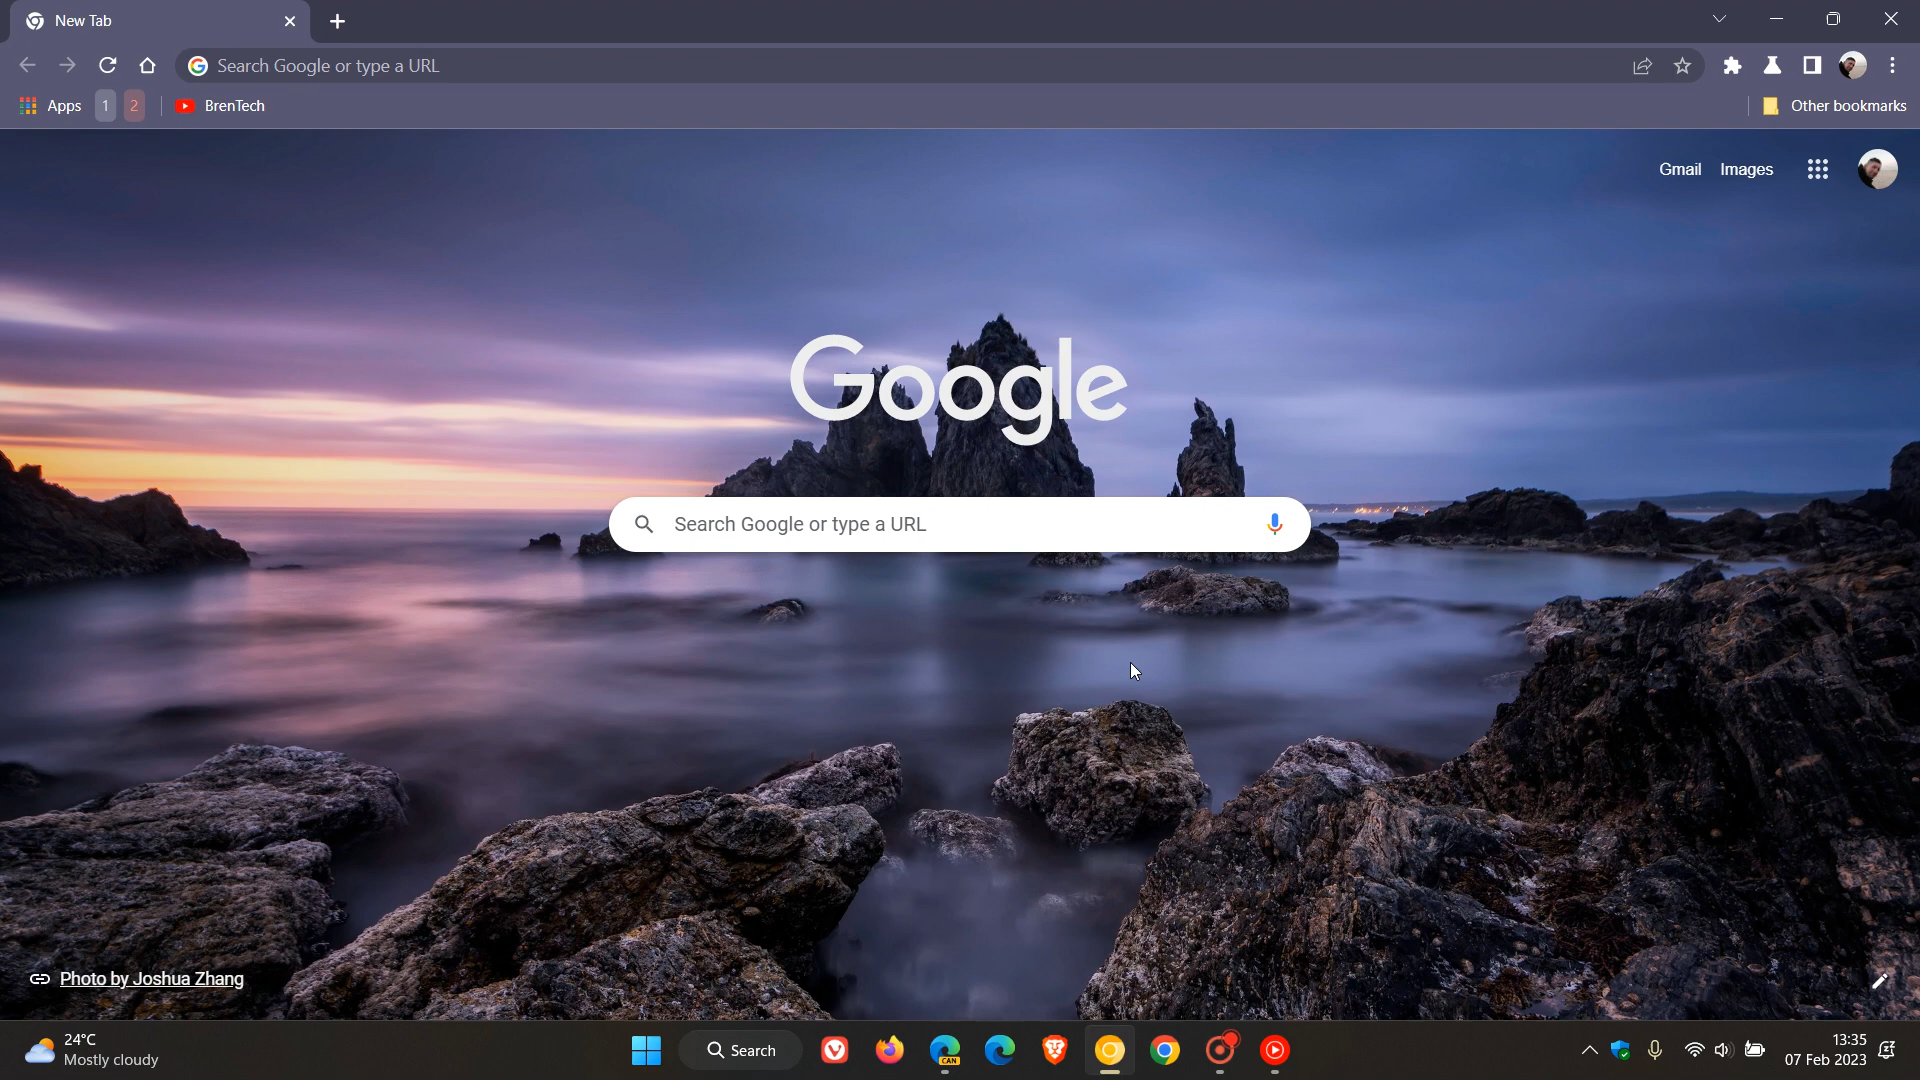 New Tab
Search Google or type a URL
Apps 1 2 BrenTech
Other bookmarks
Gmail Images
Google
Search Google or type a URL
Photo by Joshua Zhang
24°C
Mostly cloudy
Search
CAN
13:35
07 Feb 2023